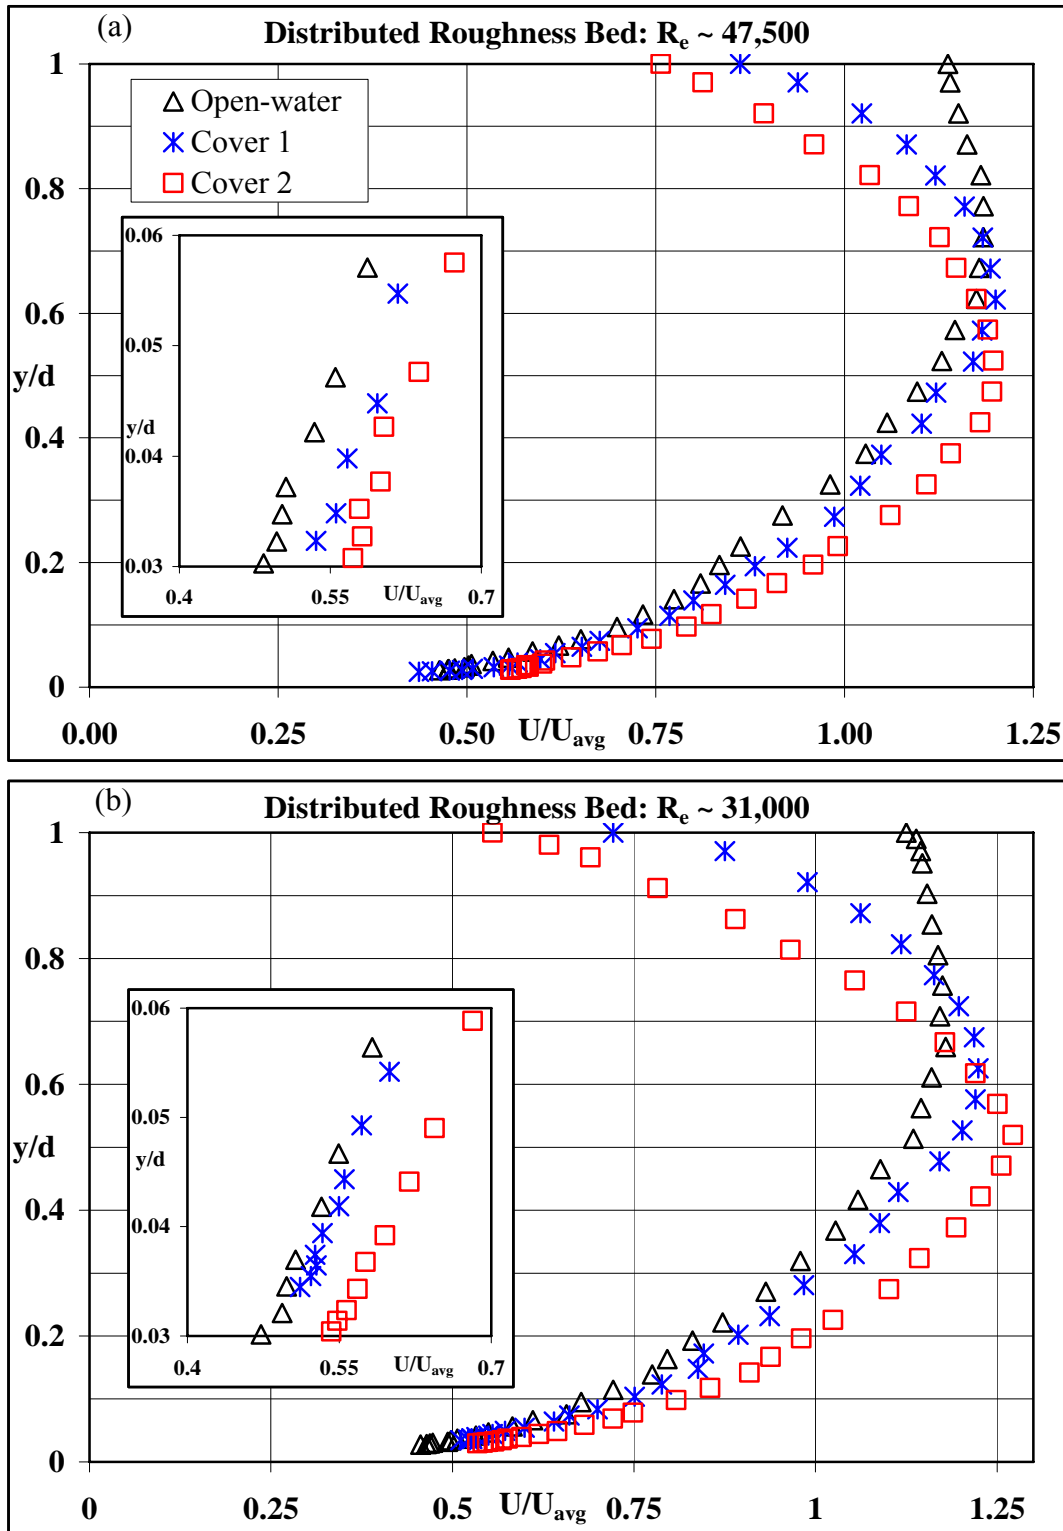 (a)
Distributed Roughness Bed: Re ~ 47,500
1
Open-water
Cover 1
Cover 2
0.8
0.06
0.6
0.05
y/d
y/d
0.4
0.04
0.03
0.4 0.55 U/Uavg 0.7
0.2
0
0.00 0.25 0.50 U/Uavg 0.75 1.00 1.25
(b)
Distributed Roughness Bed: Re ~ 31,000
1
0.8
0.06
0.6
0.05
y/d
y/d
0.4
0.04
0.03
0.4 0.55 U/Uavg 0.7
0.2
0
0 0.25 0.5 U/Uavg 0.75 1 1.25